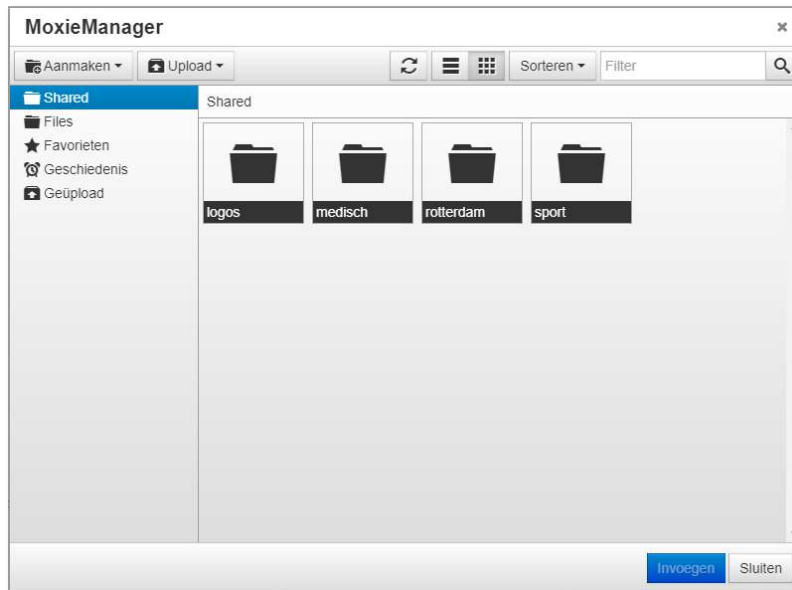 MoxieManager
Aanmaken Upload Sorteren Filter
Shared
Files
Favorieten
Geschiedenis
Geüpload
Shared
logos medisch rotterdam sport
Invoegen Sluiten